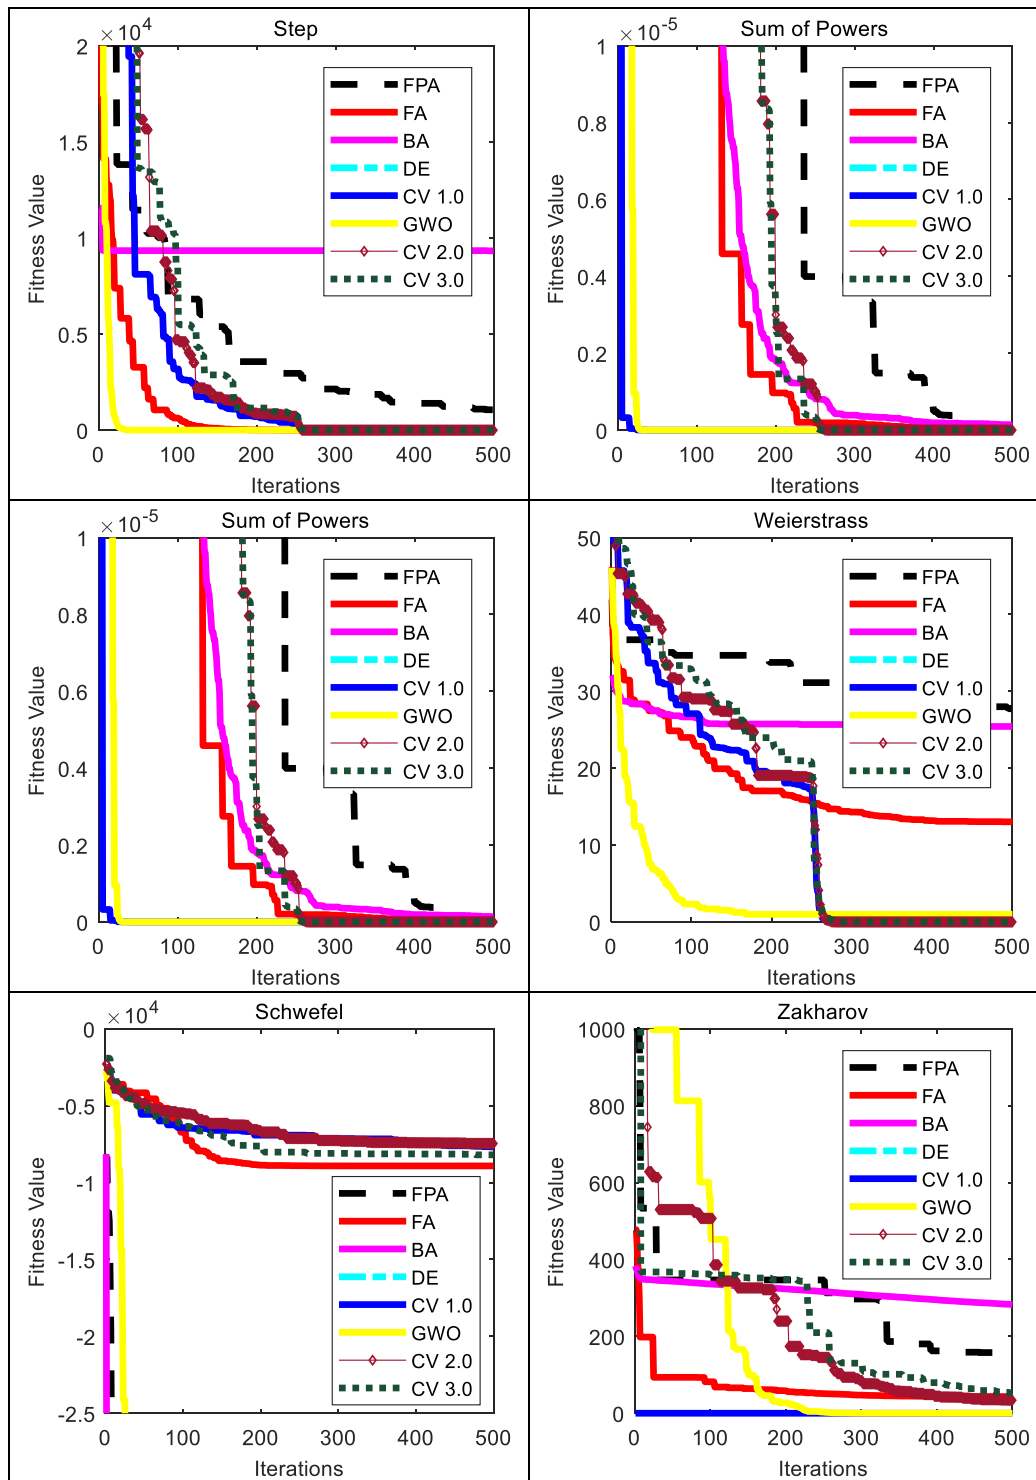 Step
×10^4
Fitness Value
2
1.5
1
0.5
0
0 100 200 300 400 500
Iterations
FPA
FA
BA
DE
CV 1.0
GWO
CV 2.0
CV 3.0
Sum of Powers
×10^-5
Fitness Value
1
0.8
0.6
0.4
0.2
0
0 100 200 300 400 500
Iterations
FPA
FA
BA
DE
CV 1.0
GWO
CV 2.0
CV 3.0
Sum of Powers
×10^-5
Fitness Value
1
0.8
0.6
0.4
0.2
0
0 100 200 300 400 500
Iterations
FPA
FA
BA
DE
CV 1.0
GWO
CV 2.0
CV 3.0
Weierstrass
Fitness Value
50
40
30
20
10
0
0 100 200 300 400 500
Iterations
FPA
FA
BA
DE
CV 1.0
GWO
CV 2.0
CV 3.0
Schwefel
×10^4
Fitness Value
0
-0.5
-1
-1.5
-2
-2.5
0 100 200 300 400 500
Iterations
FPA
FA
BA
DE
CV 1.0
GWO
CV 2.0
CV 3.0
Zakharov
Fitness Value
1000
800
600
400
200
0
0 100 200 300 400 500
Iterations
FPA
FA
BA
DE
CV 1.0
GWO
CV 2.0
CV 3.0